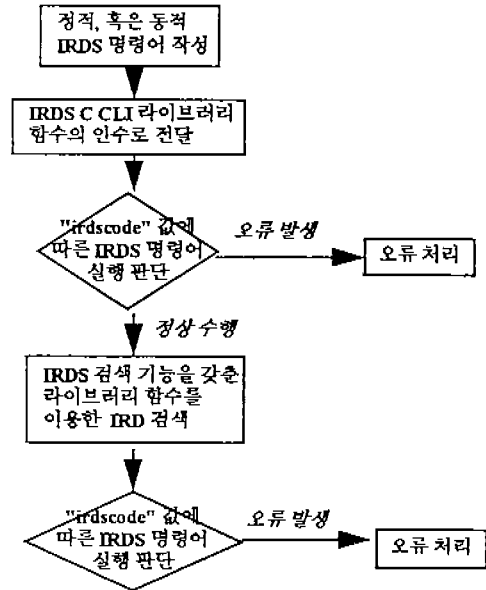 정적, 혹은 동적
IRDS 명령어 작성
IRDS C CLI 라이브러리
함수의 인수로 전달
"irdscode" 값에
따른 IRDS 명령어
실행 판단
오류 발생
오류 처리
정상 수행
IRDS 검색 기능을 갖춘
라이브러리 함수를
이용한 IRD 검색
"irdscode" 값에
따른 IRDS 명령어
실행 판단
오류 발생
오류 처리